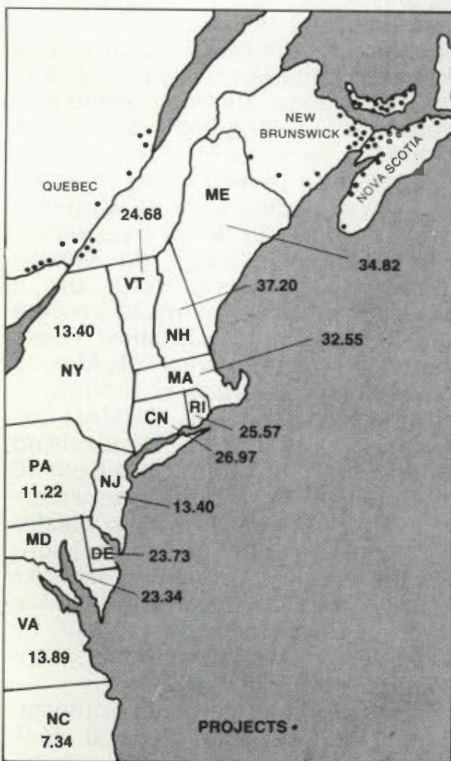 NEW
BRUNSWICK
NOVA SCOTIA
QUEBEC
ME
24.68
34.82
VT
37.20
13.40
NH
32.55
NY
MA
CN
RI
25.57
26.97
PA
NJ
11.22
13.40
MD
DE
23.73
23.34
VA
13.89
NC
7.34
PROJECTS •